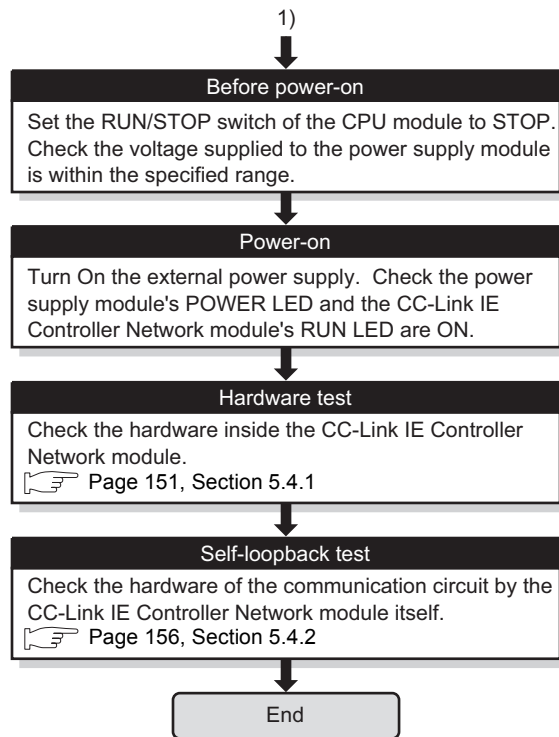 1)
Before power-on
Set the RUN/STOP switch of the CPU module to STOP.
Check the voltage supplied to the power supply module
is within the specified range.
Power-on
Turn On the external power supply.  Check the power
supply module's POWER LED and the CC-Link IE
Controller Network module's RUN LED are ON.
Hardware test
Check the hardware inside the CC-Link IE Controller
Network module.
Page 151, Section 5.4.1
Self-loopback test
Check the hardware of the communication circuit by the
CC-Link IE Controller Network module itself.
Page 156, Section 5.4.2
End